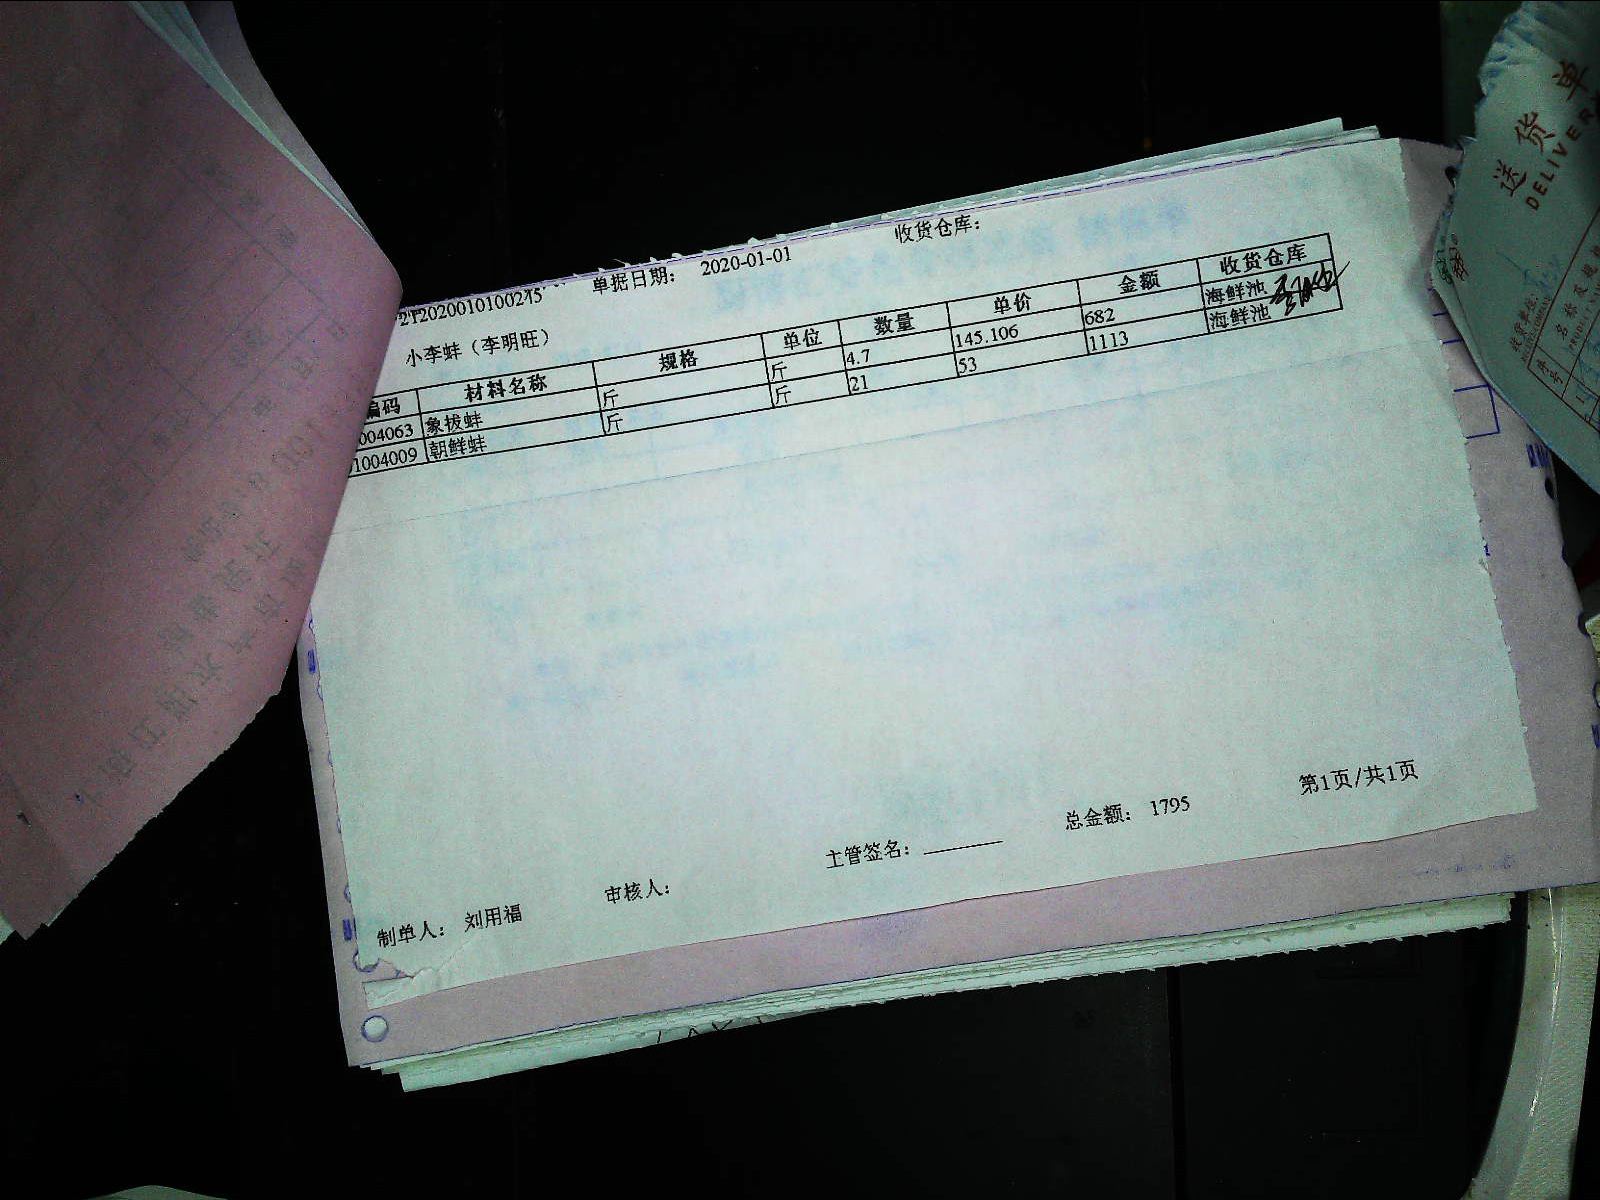 单据日期: 2020-01-01 收货仓库:
小李蚌（李明旺）
编码 材料名称 规格 单位 数量 单价 金额 收货仓库
004063 象拔蚌 斤 斤 4.7 145.106 682 海鲜池
1004009 朝鲜蚌 斤 斤 21 53 1113 海鲜池
制单人: 刘用福 审核人: 主管签名: 总金额: 1795 第1页/共1页
送货单
DELIVER